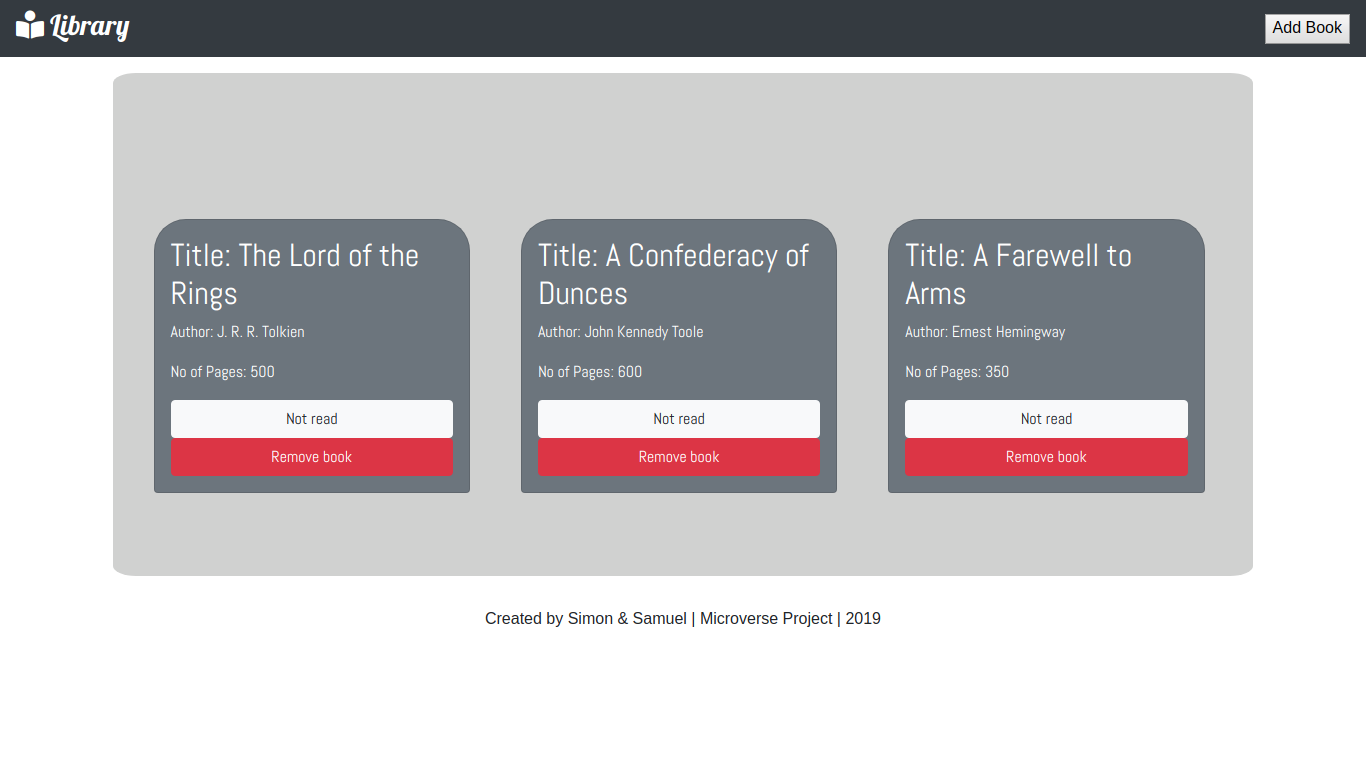 Library
Add Book
Title: The Lord of the
Rings
Author: J. R. R. Tolkien
No of Pages: 500
Not read
Remove book
Title: A Confederacy of
Dunces
Author: John Kennedy Toole
No of Pages: 600
Not read
Remove book
Title: A Farewell to
Arms
Author: Ernest Hemingway
No of Pages: 350
Not read
Remove book
Created by Simon & Samuel | Microverse Project | 2019